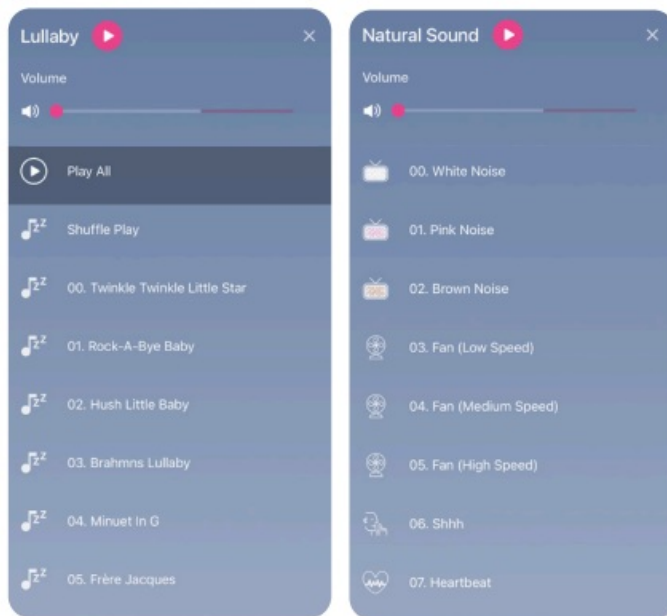 Lullaby
Volume
Play All
Shuffle Play
00. Twinkle Twinkle Little Star
01. Rock-A-Bye Baby
02. Hush Little Baby
03. Brahmns Lullaby
04. Minuet In G
05. Frère Jacques
Natural Sound
Volume
00. White Noise
01. Pink Noise
02. Brown Noise
03. Fan (Low Speed)
04. Fan (Medium Speed)
05. Fan (High Speed)
06. Shhh
07. Heartbeat